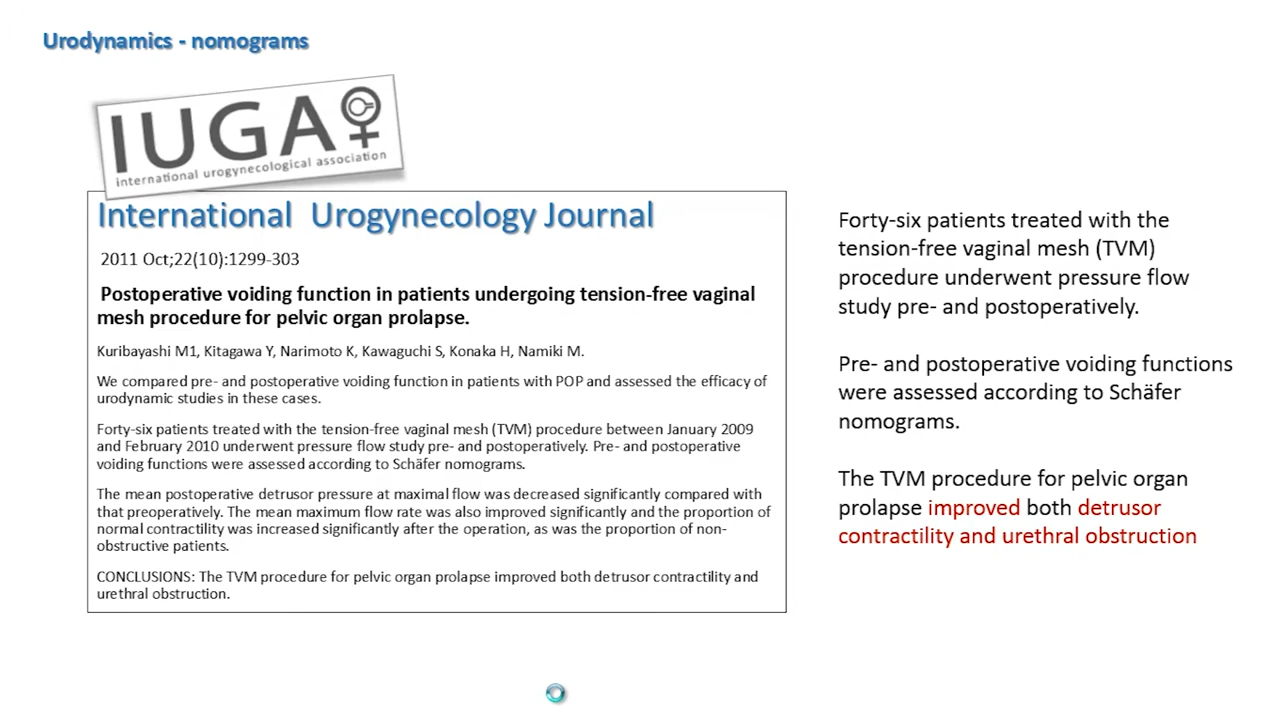 Urodynamics - nomograms
IUGA
international urogynecological association
International Urogynecology Journal
2011 Oct;22(10):1299-303
Postoperative voiding function in patients undergoing tension-free vaginal
mesh procedure for pelvic organ prolapse.
Kuribayashi M1, Kitagawa Y, Narimoto K, Kawaguchi S, Konaka H, Namiki M.
We compared pre- and postoperative voiding function in patients with POP and assessed the efficacy of
urodynamic studies in these cases.
Forty-six patients treated with the tension-free vaginal mesh (TVM) procedure between January 2009
and February 2010 underwent pressure flow study pre- and postoperatively. Pre- and postoperative
voiding functions were assessed according to Schäfer nomograms.
The mean postoperative detrusor pressure at maximal flow was decreased significantly compared with
that preoperatively. The mean maximum flow rate was also improved significantly and the proportion of
normal contractility was increased significantly after the operation, as was the proportion of non-
obstructive patients.
CONCLUSIONS: The TVM procedure for pelvic organ prolapse improved both detrusor contractility and
urethral obstruction.
Forty-six patients treated with the
tension-free vaginal mesh (TVM)
procedure underwent pressure flow
study pre- and postoperatively.
Pre- and postoperative voiding functions
were assessed according to Schäfer
nomograms.
The TVM procedure for pelvic organ
prolapse improved both detrusor
contractility and urethral obstruction